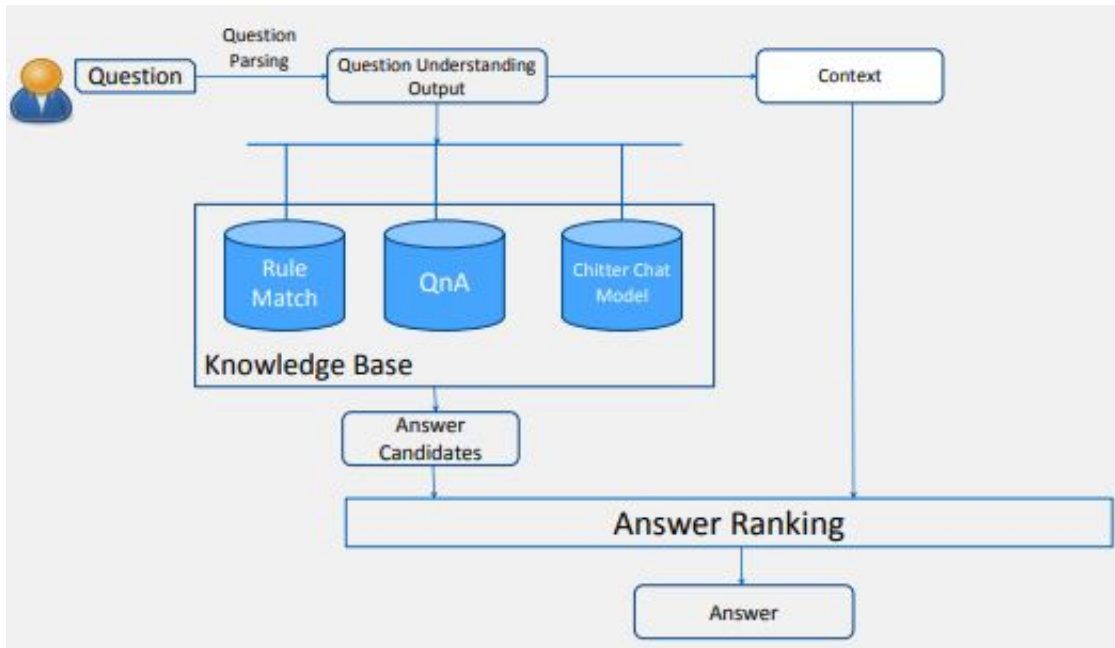 Question
Parsing
Question
Question Understanding
Output
Context
Rule
Match
QnA
Chitter Chat
Model
Knowledge Base
Answer
Candidates
Answer Ranking
Answer